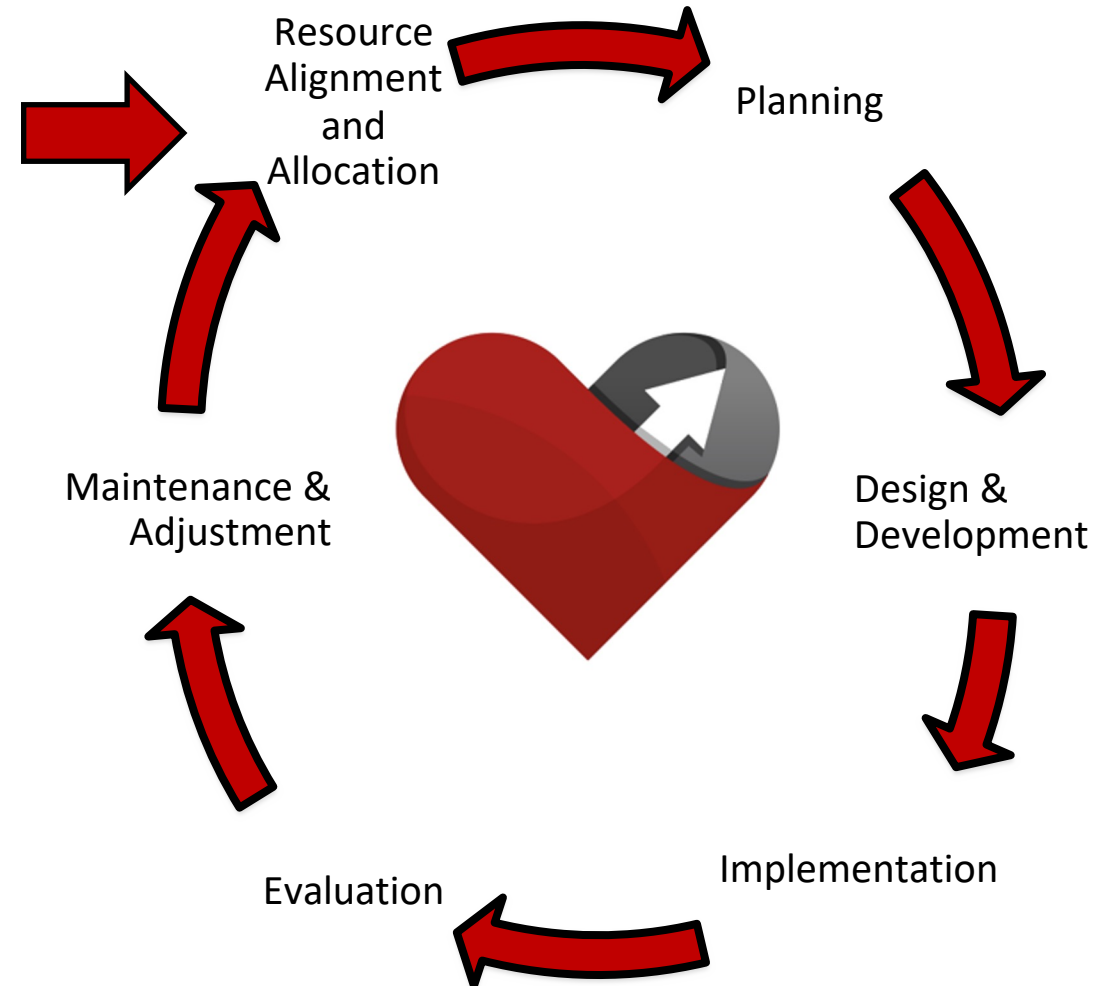 Resource
Alignment
and
Allocation
Planning
Design &
Development
Implementation
Evaluation
Maintenance &
Adjustment